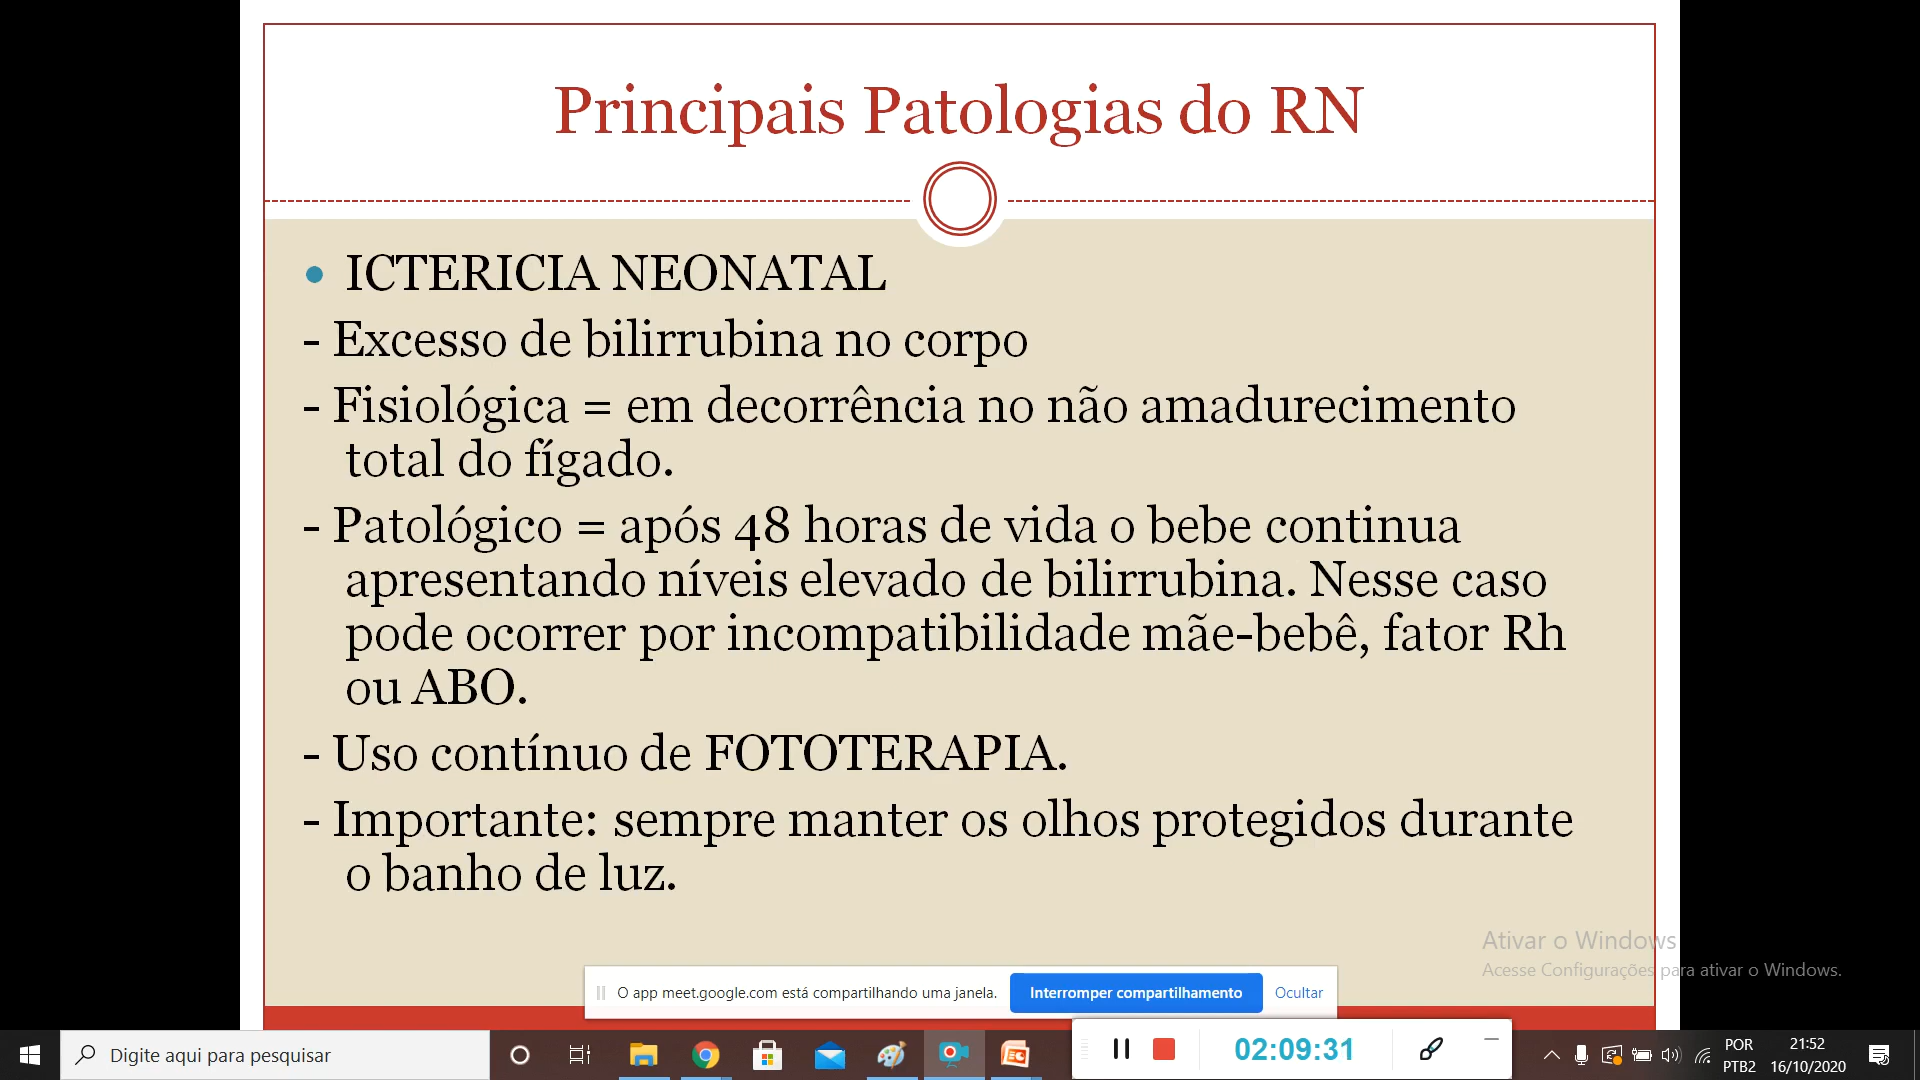 Principais Patologias do RN
ICTERICIA NEONATAL
- Excesso de bilirrubina no corpo
- Fisiológica = em decorrência no não amadurecimento
total do fígado.
- Patológico = após 48 horas de vida o bebe continua
apresentando níveis elevado de bilirrubina. Nesse caso
pode ocorrer por incompatibilidade mãe-bebê, fator Rh
ou ABO.
- Uso contínuo de FOTOTERAPIA.
- Importante: sempre manter os olhos protegidos durante
o banho de luz.
Ativar o Windows
Acesse Configurações para ativar o Windows.
O app meet.google.com está compartilhando uma janela. Interromper compartilhamento Ocultar
Digite aqui para pesquisar
02:09:31
POR
PTB2
21:52
16/10/2020